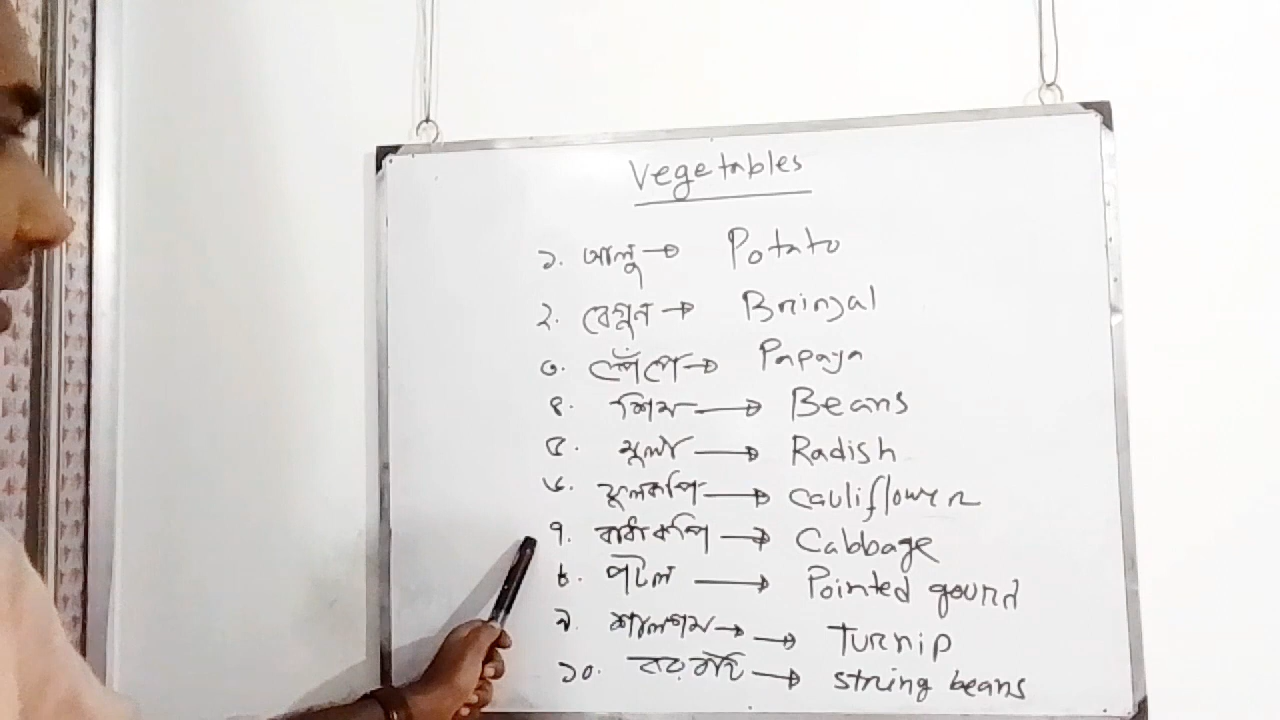 Vegetables
১. আলু → Potato
২. বেগুন → Brinjal
৩. পেঁপে → Papaya
৪. শিম → Beans
৫. মূলা → Radish
৬. ফুলকপি → Cauliflower
৭. বাধাঁকপি → Cabbage
৮. পটল → Pointed gourd
৯. শালগম → → Turnip
১০. বরবটি → string beans